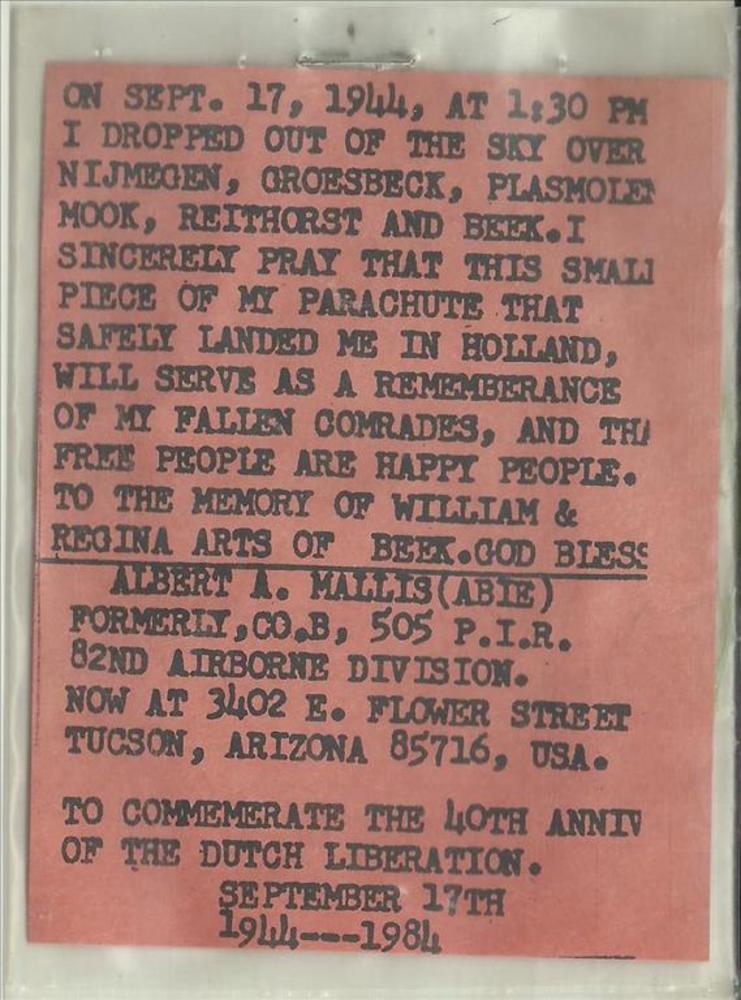 ON SEPT. 17, 1944, AT 1:30 PM
I DROPPED OUT OF THE SKY OVER
NIJMEGEN, GROESBECK, PLASMOLEN
MOOK, REITHORST AND BEEK.I
SINCERELY PRAY THAT THIS SMALL
PIECE OF MY PARACHUTE THAT
SAFELY LANDED ME IN HOLLAND,
WILL SERVE AS A REMEMBERANCE
OF MY FALLEN COMRADES, AND THA
FREE PEOPLE ARE HAPPY PEOPLE.
TO THE MEMORY OF WILLIAM &
REGINA ARTS OF BEEK.GOD BLESS
ALBERT A. MALLIS(ABIE)
FORMERLY,CO.B, 505 P.I.R.
82ND AIRBORNE DIVISION.
NOW AT 3402 E. FLOWER STREET
TUCSON, ARIZONA 85716, USA.
TO COMMEMERATE THE 40TH ANNIV
OF THE DUTCH LIBERATION.
SEPTEMBER 17TH
1944---1984